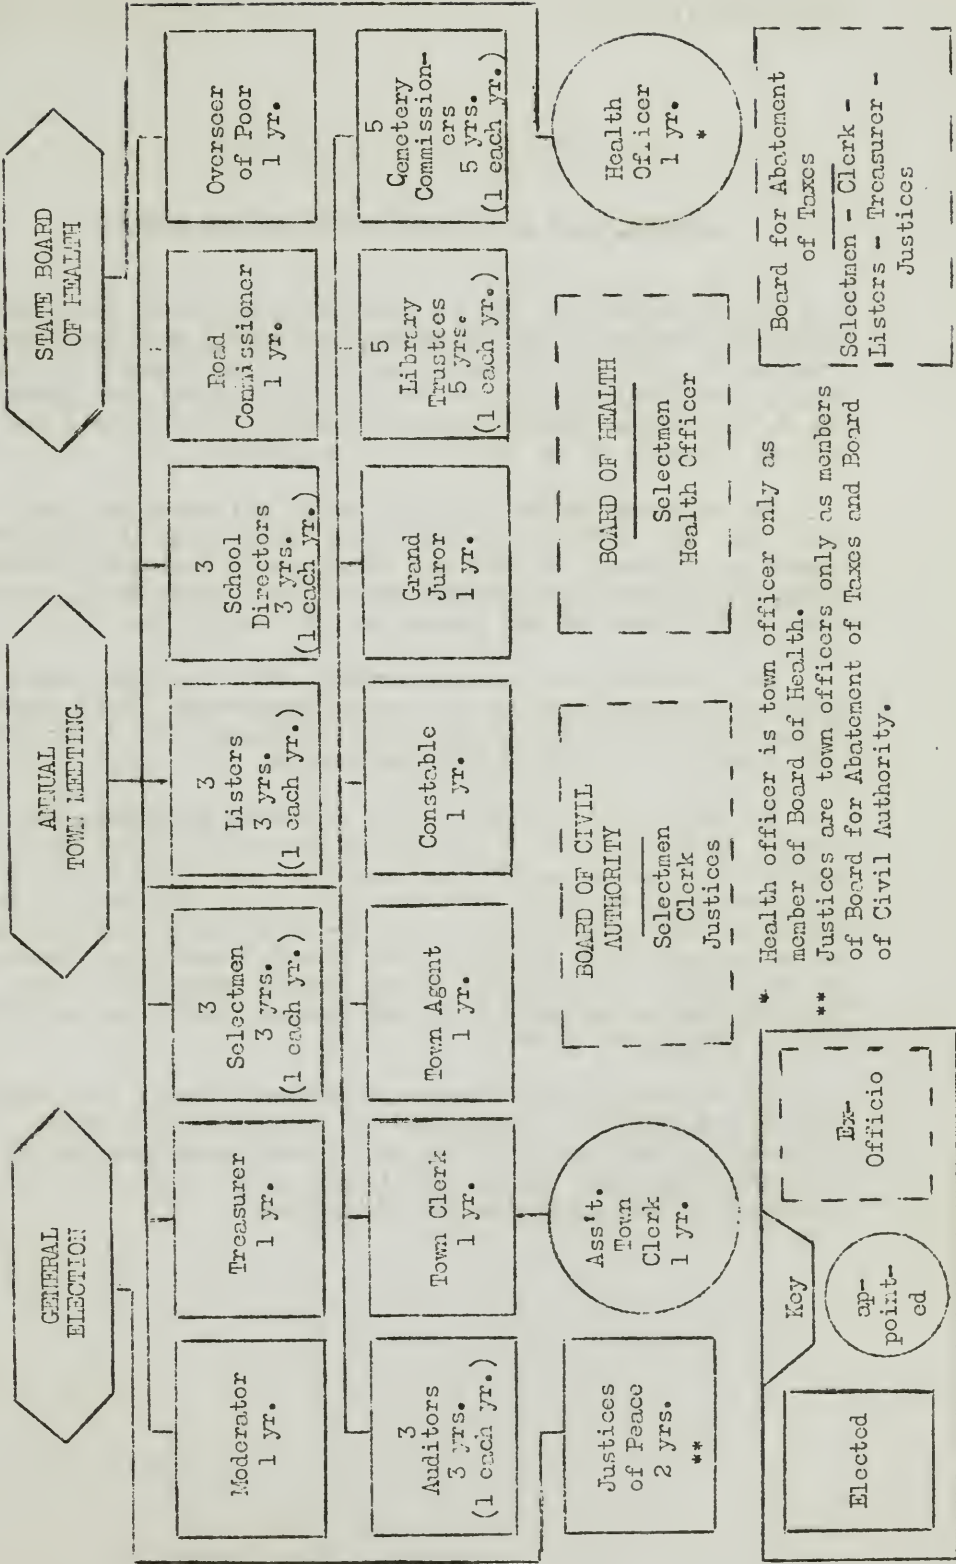 GENERAL
ELECTION
ANNUAL
TOWN MEETING
STATE BOARD
OF HEALTH
Moderator
1 yr.
Treasurer
1 yr.
3
Selectmen
3 yrs.
(1 each yr.)
3
Listers
3 yrs.
(1 each yr.)
3
School
Directors
3 yrs.
(1 each yr.)
Road
Commissioner
1 yr.
Overseer
of Poor
1 yr.
3
Auditors
3 yrs.
(1 each yr.)
Town Clerk
1 yr.
Town Agent
1 yr.
Constable
1 yr.
Grand
Juror
1 yr.
5
Library
Trustees
5 yrs.
(1 each yr.)
5
Cemetery
Commission-
ers
5 yrs.
(1 each yr.)
Justices
of Peace
2 yrs.
**
Ass't.
Town
Clerk
1 yr.
BOARD OF CIVIL
AUTHORITY
Selectmen
Clerk
Justices
BOARD OF HEALTH
Selectmen
Health Officer
Health
Officer
1 yr.
*
Key
Elected
ap-
point-
ed
Ex-
Officio
* Health officer is town officer only as
member of Board of Health.
** Justices are town officers only as members
of Board for Abatement of Taxes and Board
of Civil Authority.
Board for Abatement
of Taxes
Selectmen - Clerk -
Listers - Treasurer -
Justices